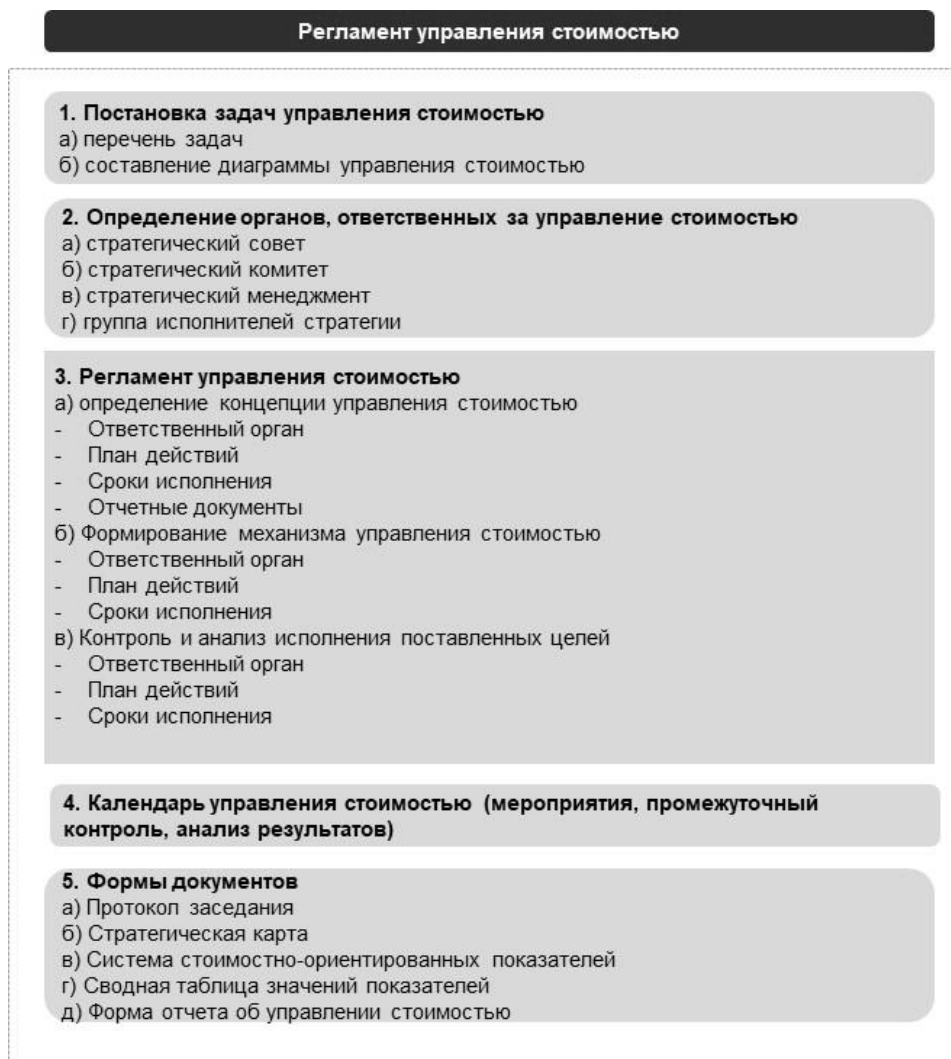 Регламент управления стоимостью
1. Постановка задач управления стоимостью
а) перечень задач
б) составление диаграммы управления стоимостью
2. Определение органов, ответственных за управление стоимостью
а) стратегический совет
б) стратегический комитет
в) стратегический менеджмент
г) группа исполнителей стратегии
3. Регламент управления стоимостью
а) определение концепции управления стоимостью
- Ответственный орган
- План действий
- Сроки исполнения
- Отчетные документы
б) Формирование механизма управления стоимостью
- Ответственный орган
- План действий
- Сроки исполнения
в) Контроль и анализ исполнения поставленных целей
- Ответственный орган
- План действий
- Сроки исполнения
4. Календарь управления стоимостью (мероприятия, промежуточный
контроль, анализ результатов)
5. Формы документов
а) Протокол заседания
б) Стратегическая карта
в) Система стоимостно-ориентированных показателей
г) Сводная таблица значений показателей
д) Форма отчета об управлении стоимостью